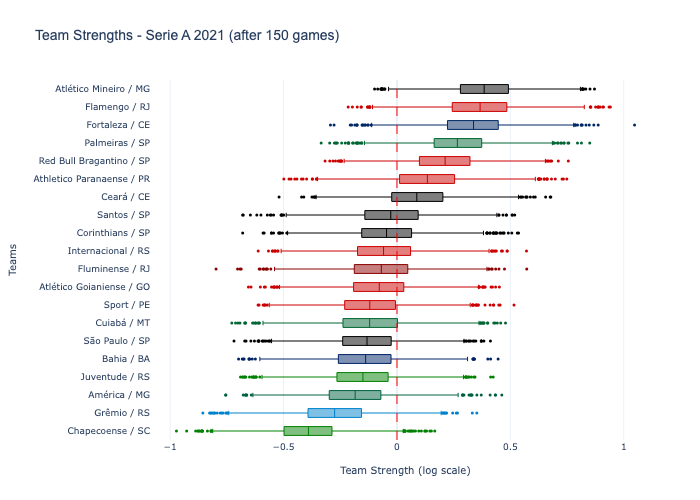 Team Strengths - Serie A 2021 (after 150 games)
Atlético Mineiro / MG
Flamengo / RJ
Fortaleza / CE
Palmeiras / SP
Red Bull Bragantino / SP
Athletico Paranaense / PR
Ceará / CE
Santos / SP
Corinthians / SP
Internacional / RS
Fluminense / RJ
Atlético Goianiense / GO
Sport / PE
Cuiabá / MT
São Paulo / SP
Bahia / BA
Juventude / RS
América / MG
Grêmio / RS
Chapecoense / SC
Teams
−1 −0.5 0 0.5 1
Team Strength (log scale)